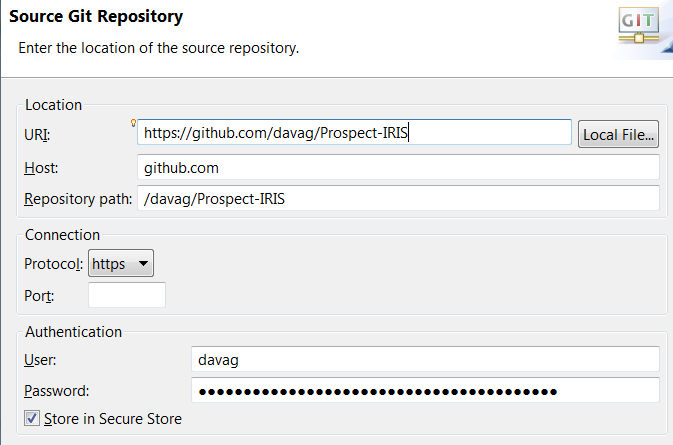 Source Git Repository
GIT
Enter the location of the source repository.
Location
URI: https://github.com/davag/Prospect-IRIS Local File...
Host: github.com
Repository path: /davag/Prospect-IRIS
Connection
Protocol: https
Port:
Authentication
User: davag
Password: ●●●●●●●●●●●●●●●●●●●●●●●●●●●●●●●●●●●●●●●●
Store in Secure Store